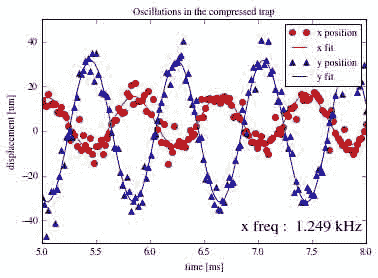 Oscillations in the compressed trap
40
20
0
−20
−40
displacement [um]
x position
x fit
y position
y fit
x freq : 1.249 kHz
5.0 5.5 6.0 6.5 7.0 7.5 8.0
time [ms]